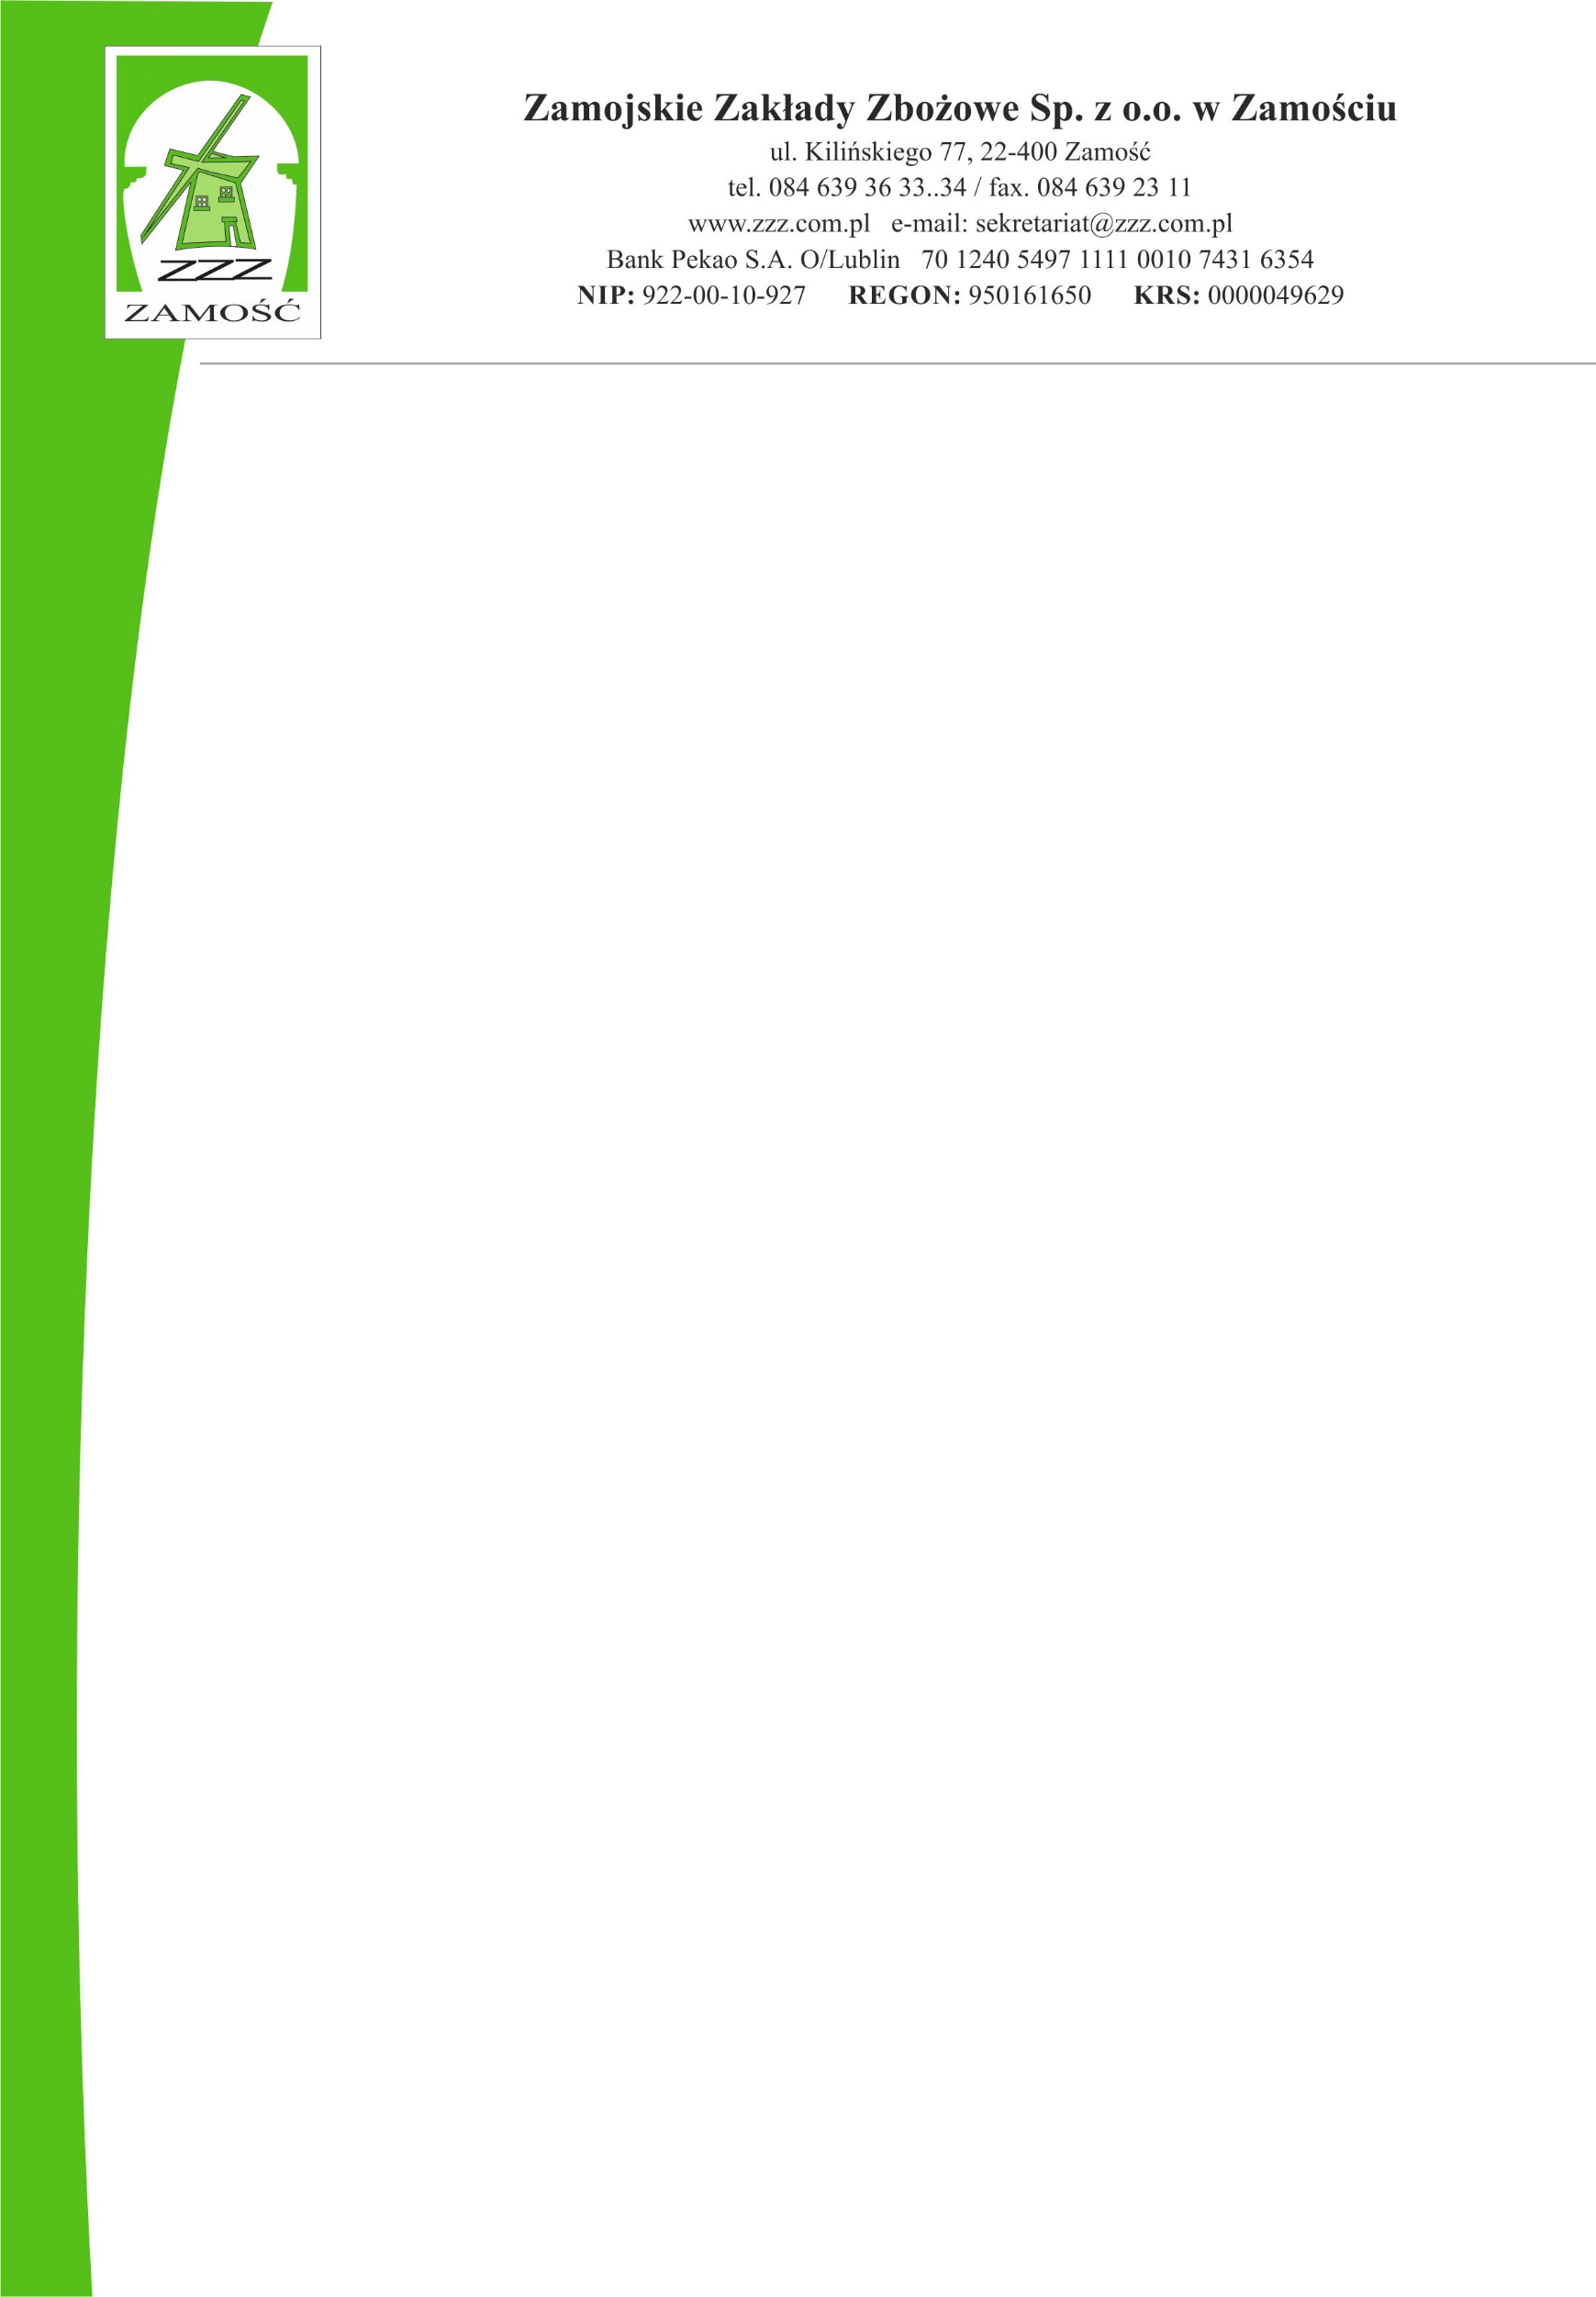 ZZZ
ZAMOŚĆ
Zamojskie Zakłady Zbożowe Sp. z o.o. w Zamościu
ul. Kilińskiego 77, 22-400 Zamość
tel. 084 639 36 33..34 / fax. 084 639 23 11
www.zzz.com.pl e-mail: sekretariat@zzz.com.pl
Bank Pekao S.A. O/Lublin 70 1240 5497 1111 0010 7431 6354
NIP: 922-00-10-927 REGON: 950161650 KRS: 0000049629